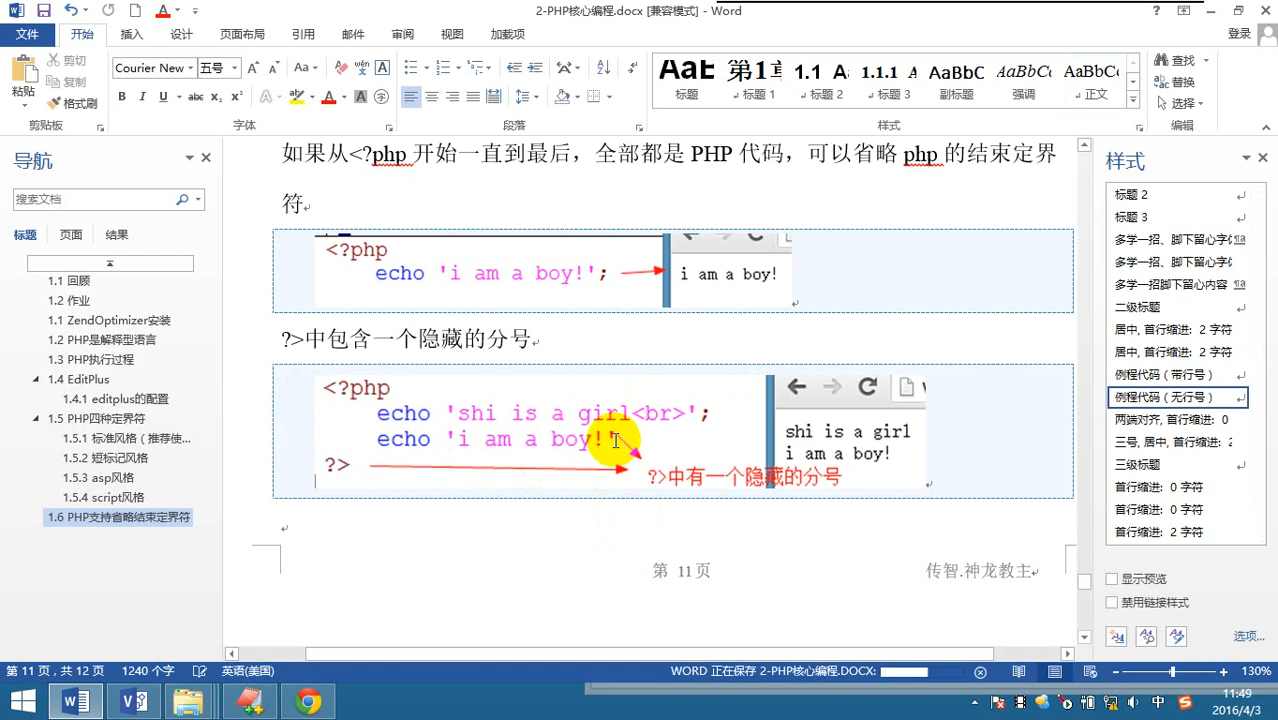 2-PHP核心编程.docx [兼容模式] - Word
文件 开始 插入 设计 页面布局 引用 邮件 审阅 视图 加载项 登录
粘贴 剪切 复制 格式刷
Courier New 五号
AaB 第1章 1.1 A 1.1.1 A AaBbC AaBbC AaBbC
标题 标题 1 标题 2 标题 3 副标题 强调 正文
查找 替换 选择
剪贴板 字体 段落 样式 编辑
导航
搜索文档
标题 页面 结果
1.1 回顾
1.2 作业
1.1 ZendOptimizer安装
1.2 PHP是解释型语言
1.3 PHP执行过程
1.4 EditPlus
1.4.1 editplus的配置
1.5 PHP四种定界符
1.5.1 标准风格（推荐使...
1.5.2 短标记风格
1.5.3 asp风格
1.5.4 script风格
1.6 PHP支持省略结束定界符
如果从<?php 开始一直到最后，全部都是 PHP 代码，可以省略 php 的结束定界
符
<?php
echo 'i am a boy!';
i am a boy!
?>中包含一个隐藏的分号
<?php
echo 'shi is a girl<br>';
echo 'i am a boy!'
?>
?>中有一个隐藏的分号
shi is a girl
i am a boy!
第 11 页
传智.神龙教主
样式
标题 2
标题 3
多学一招、脚下留心字
多学一招、脚下留心字
多学一招脚下留心内容
二级标题
居中, 首行缩进: 2 字符
居中, 首行缩进: 2 字符
例程代码（带行号）
例程代码（无行号）
两端对齐, 首行缩进: 0
三号, 居中, 首行缩进: 2
三级标题
首行缩进: 0 字符
首行缩进: 0 字符
首行缩进: 2 字符
显示预览
禁用链接样式
选项...
第 11 页，共 12 页 1240 个字 英语(美国) WORD 正在保存 2-PHP核心编程.DOCX: 130%
中
11:49
2016/4/3